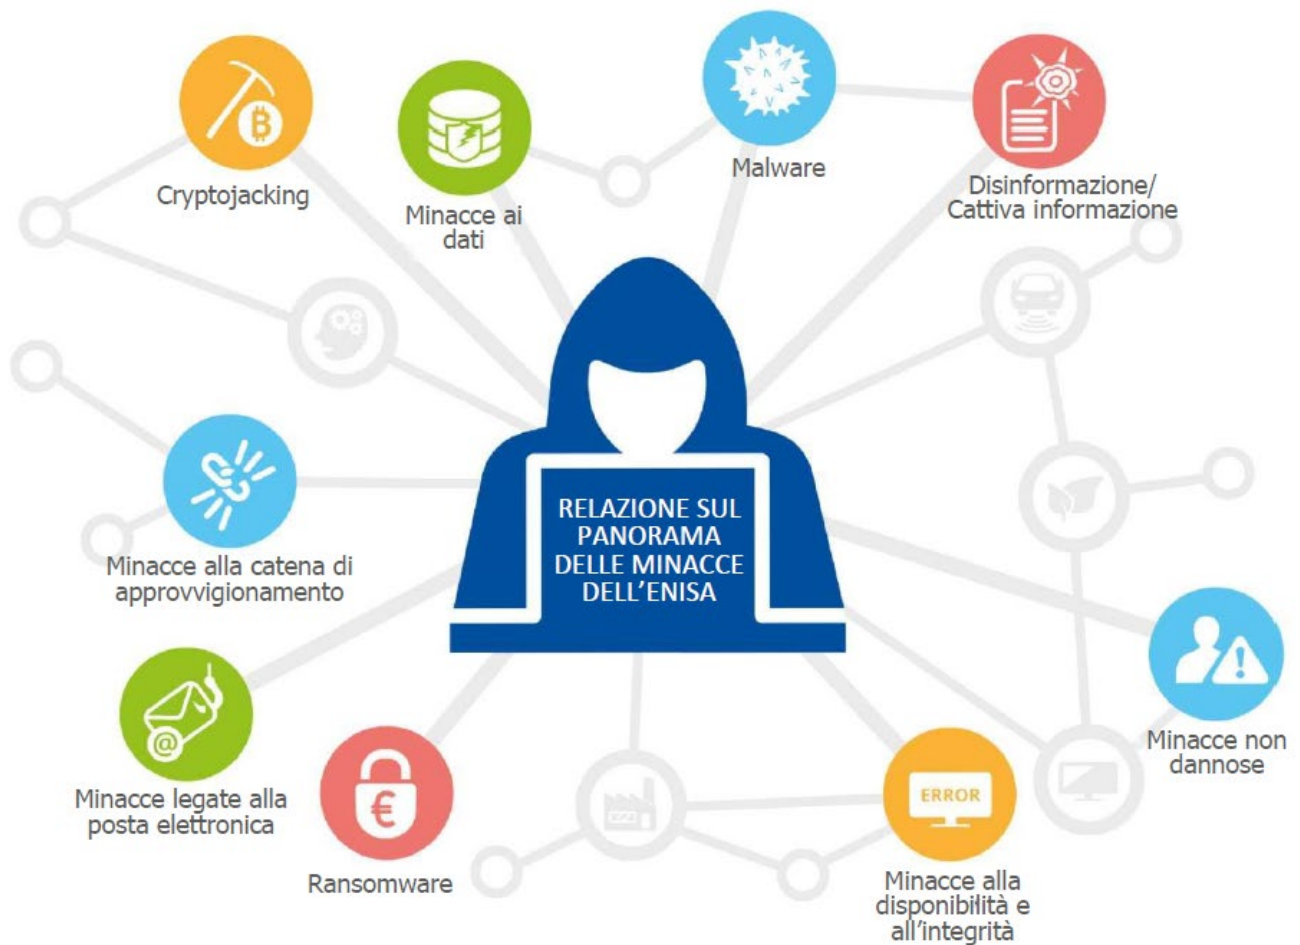 Cryptojacking
Minacce ai
dati
Malware
Disinformazione/
Cattiva informazione
RELAZIONE SUL
PANORAMA
DELLE MINACCE
DELL'ENISA
Minacce alla catena di
approvvigionamento
Minacce legate alla
posta elettronica
@
€
Ransomware
ERROR
Minacce alla
disponibilità e
all'integrità
Minacce non
dannose